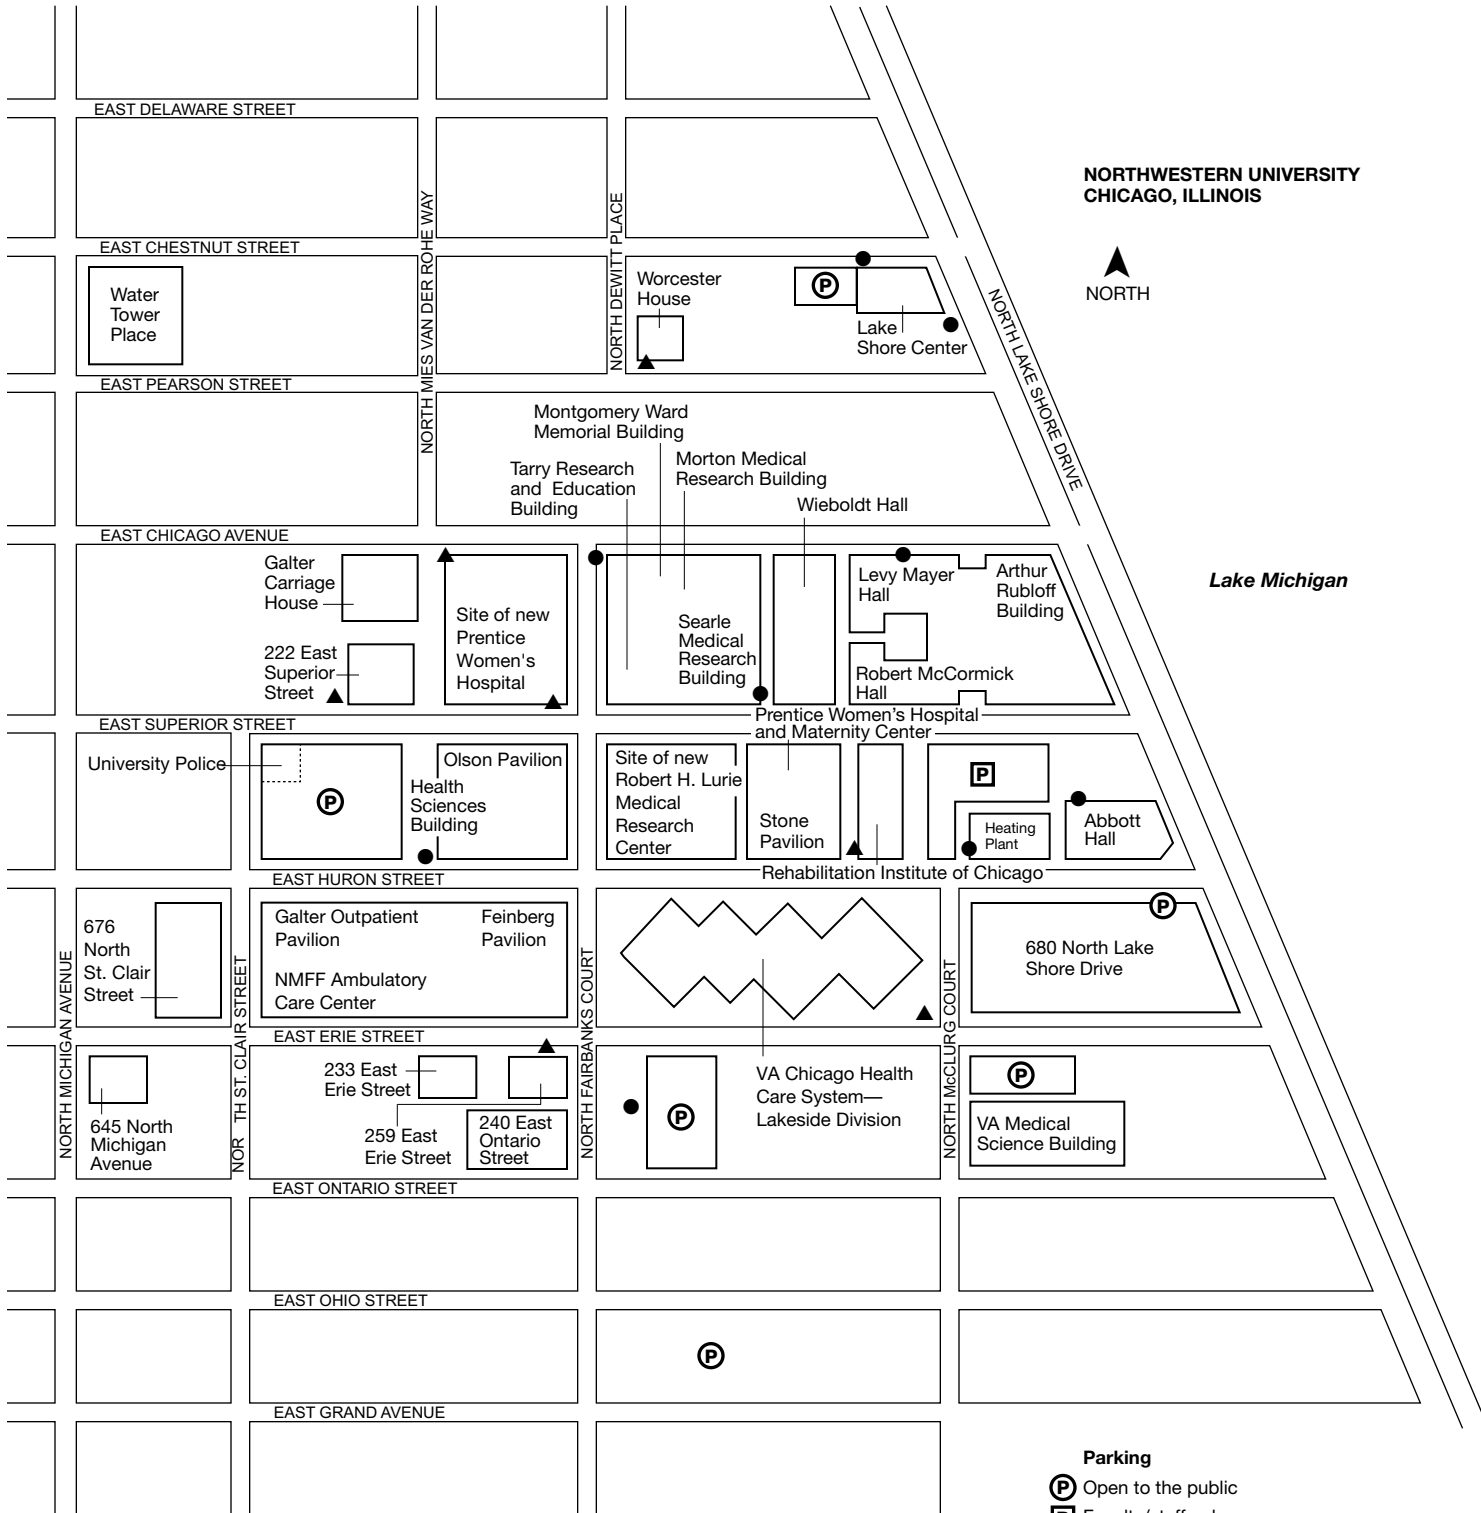 EAST DELAWARE STREET
NORTHWESTERN UNIVERSITY
CHICAGO, ILLINOIS
NORTH MIES VAN DER ROHE WAY
NORTH DEWITT PLACE
EAST CHESTNUT STREET
Water
Tower
Place
Worcester
House
P
Lake
Shore Center
NORTH
NORTH LAKE SHORE DRIVE
EAST PEARSON STREET
Montgomery Ward
Memorial Building
Tarry Research
and Education
Building
Morton Medical
Research Building
Wieboldt Hall
EAST CHICAGO AVENUE
Galter
Carriage
House
222 East
Superior
Street
Site of new
Prentice
Women's
Hospital
Searle
Medical
Research
Building
Levy Mayer
Hall
Arthur
Rubloff
Building
Robert McCormick
Hall
Lake Michigan
EAST SUPERIOR STREET
Prentice Women's Hospital
and Maternity Center
University Police
P
Olson Pavilion
Health
Sciences
Building
Site of new
Robert H. Lurie
Medical
Research
Center
Stone
Pavilion
P
Heating
Plant
Abbott
Hall
EAST HURON STREET
Rehabilitation Institute of Chicago
676
North
St. Clair
Street
Galter Outpatient
Pavilion
Feinberg
Pavilion
NMFF Ambulatory
Care Center
P
680 North Lake
Shore Drive
NORTH MICHIGAN AVENUE
NOR TH ST. CLAIR STREET
NORTH FAIRBANKS COURT
NORTH McCLURG COURT
EAST ERIE STREET
645 North
Michigan
Avenue
233 East
Erie Street
259 East
Erie Street
240 East
Ontario
Street
P
VA Chicago Health
Care System—
Lakeside Division
P
VA Medical
Science Building
EAST ONTARIO STREET
EAST OHIO STREET
P
EAST GRAND AVENUE
Parking
P Open to the public